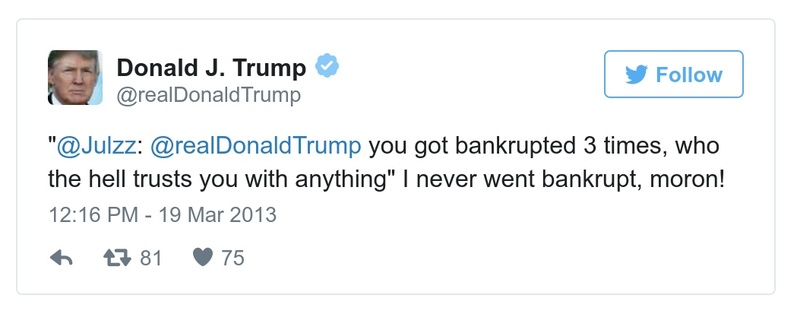 Donald J. Trump
@realDonaldTrump
Follow
"@Julzz: @realDonaldTrump you got bankrupted 3 times, who
the hell trusts you with anything" I never went bankrupt, moron!
12:16 PM - 19 Mar 2013
81 75